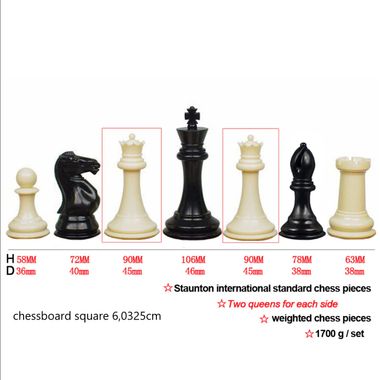 H 58MM 72MM 90MM 106MM 90MM 78MM 63MM
D 36mm 40mm 45mm 46mm 45mm 38mm 38mm
☆Staunton international standard chess pieces
☆Two queens for each side
chessboard square 6,0325cm
☆weighted chess pieces
☆1700 g / set